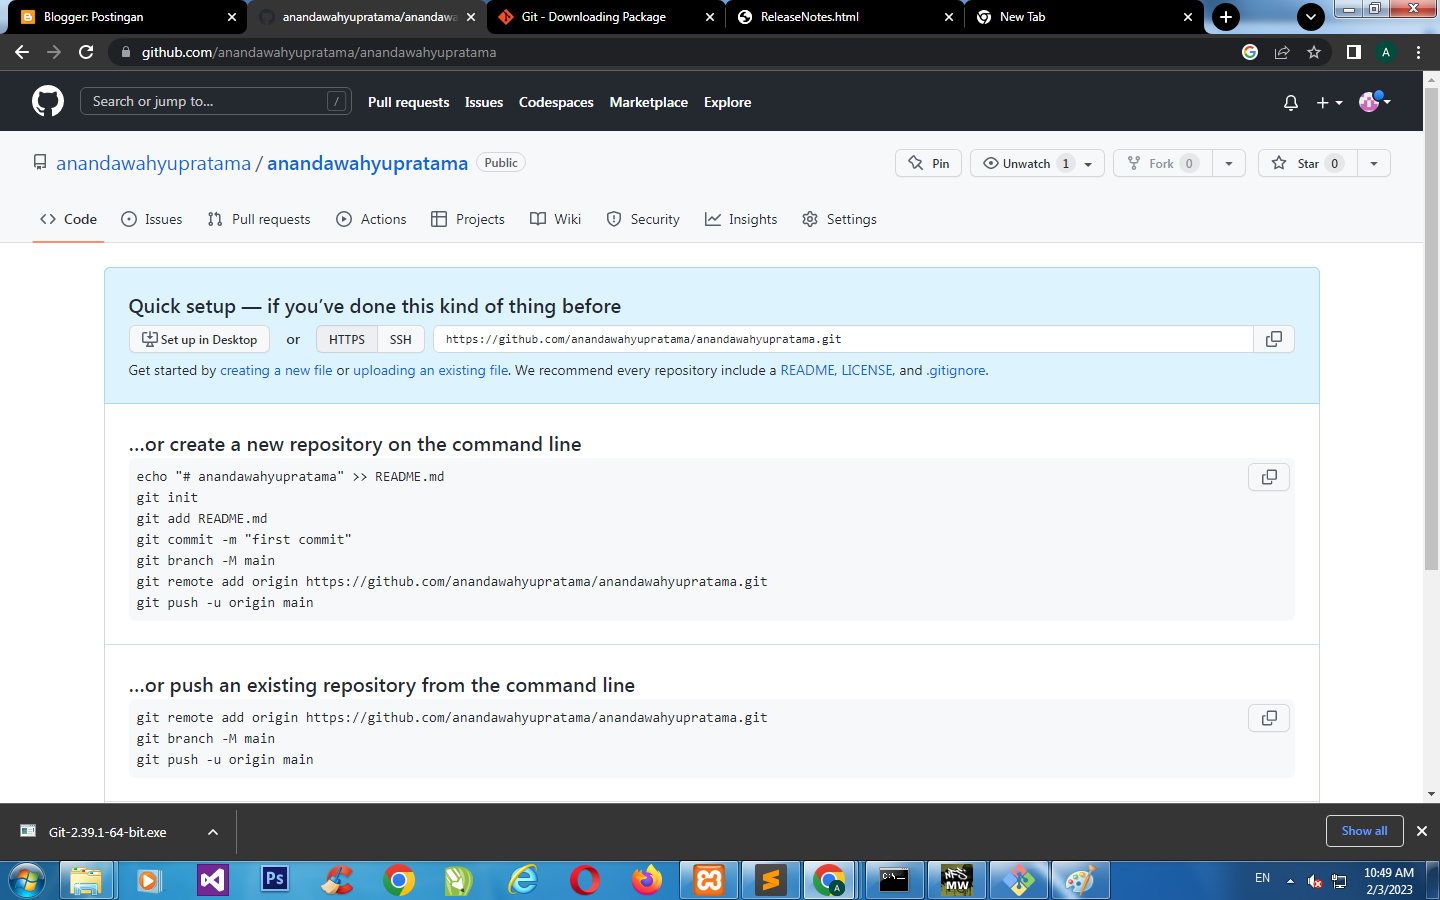 Blogger: Postingan
anandawahyupratama/anandawa
Git - Downloading Package
ReleaseNotes.html
New Tab
github.com/anandawahyupratama/anandawahyupratama
A
Search or jump to...
/
Pull requests
Issues
Codespaces
Marketplace
Explore
anandawahyupratama / anandawahyupratama
Public
Pin
Unwatch 1
Fork 0
Star 0
Code
Issues
Pull requests
Actions
Projects
Wiki
Security
Insights
Settings
Quick setup — if you’ve done this kind of thing before
Set up in Desktop
or
HTTPS
SSH
https://github.com/anandawahyupratama/anandawahyupratama.git
Get started by creating a new file or uploading an existing file. We recommend every repository include a README, LICENSE, and .gitignore.
…or create a new repository on the command line
echo "# anandawahyupratama" >> README.md
git init
git add README.md
git commit -m "first commit"
git branch -M main
git remote add origin https://github.com/anandawahyupratama/anandawahyupratama.git
git push -u origin main
…or push an existing repository from the command line
git remote add origin https://github.com/anandawahyupratama/anandawahyupratama.git
git branch -M main
git push -u origin main
Git-2.39.1-64-bit.exe
Show all
Ps
A
C:\_
NFS
MW
EN
10:49 AM
2/3/2023